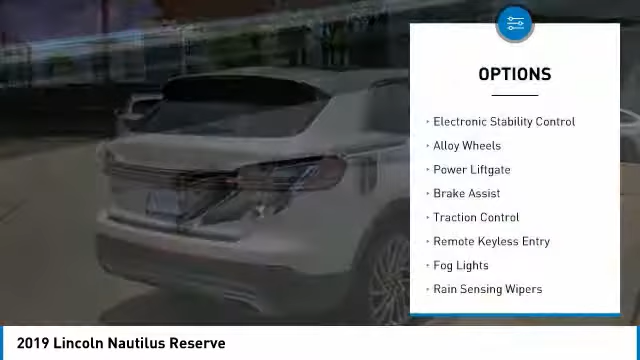 OPTIONS
· Electronic Stability Control
· Alloy Wheels
· Power Liftgate
· Brake Assist
· Traction Control
· Remote Keyless Entry
· Fog Lights
· Rain Sensing Wipers
2019 Lincoln Nautilus Reserve